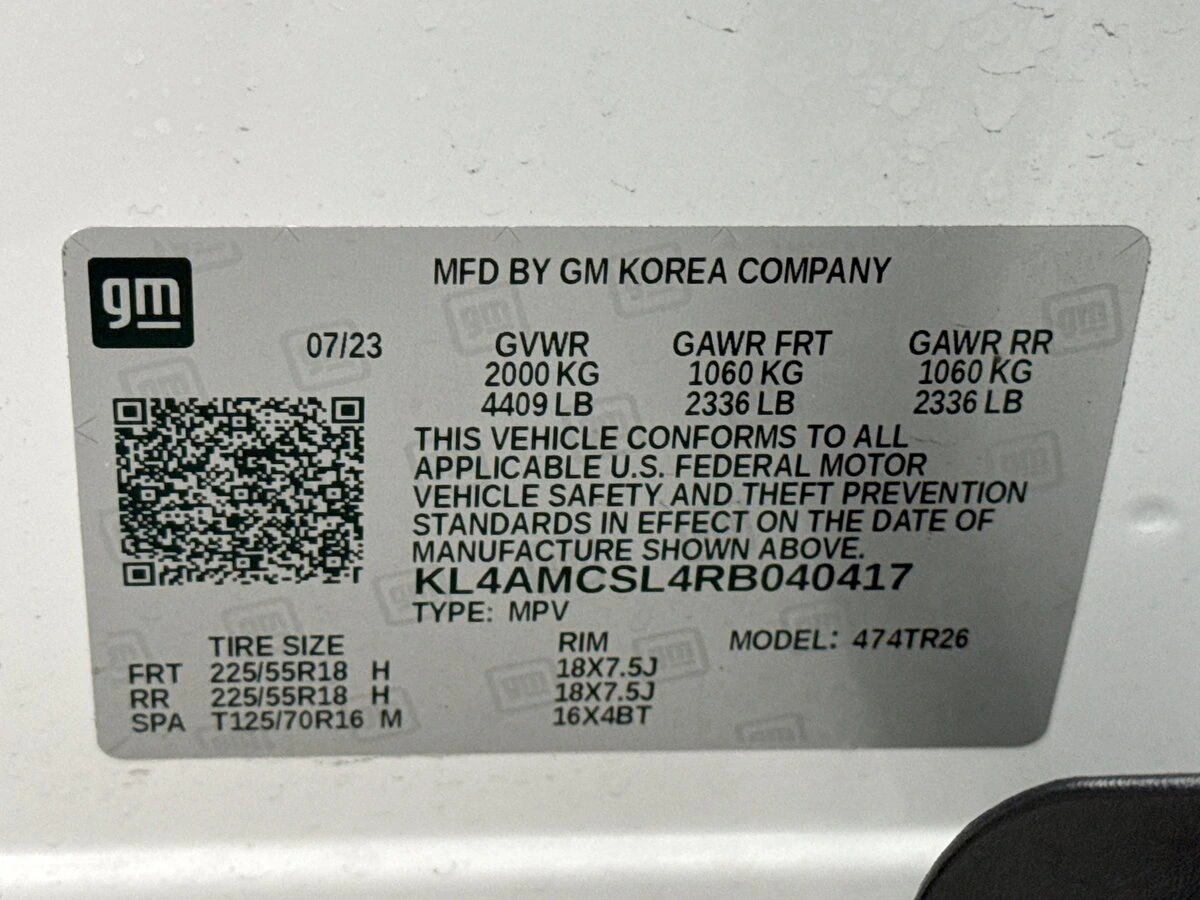 gm
MFD BY GM KOREA COMPANY
07/23 GVWR GAWR FRT GAWR RR
2000 KG 1060 KG 1060 KG
4409 LB 2336 LB 2336 LB
THIS VEHICLE CONFORMS TO ALL
APPLICABLE U.S. FEDERAL MOTOR
VEHICLE SAFETY AND THEFT PREVENTION
STANDARDS IN EFFECT ON THE DATE OF
MANUFACTURE SHOWN ABOVE.
KL4AMCSL4RB040417
TYPE: MPV
TIRE SIZE RIM MODEL: 474TR26
FRT 225/55R18 H 18X7.5J
RR 225/55R18 H 18X7.5J
SPA T125/70R16 M 16X4BT